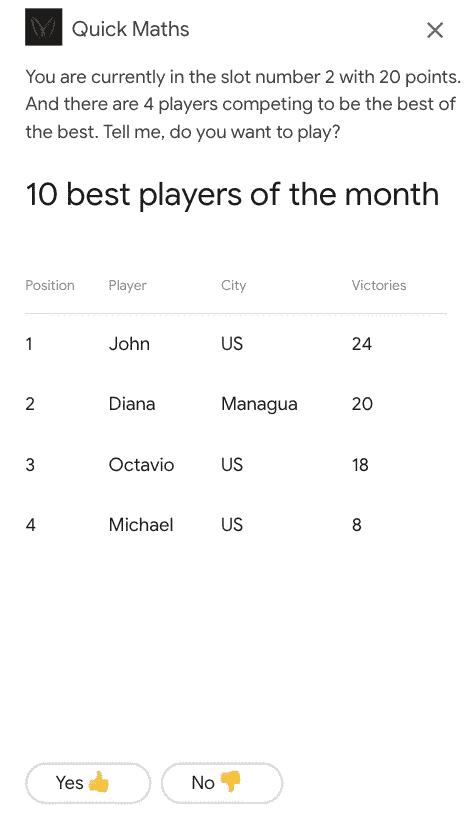 Quick Maths
You are currently in the slot number 2 with 20 points.
And there are 4 players competing to be the best of
the best. Tell me, do you want to play?
10 best players of the month
Position Player City Victories
1 John US 24
2 Diana Managua 20
3 Octavio US 18
4 Michael US 8
Yes 👍 No 👎